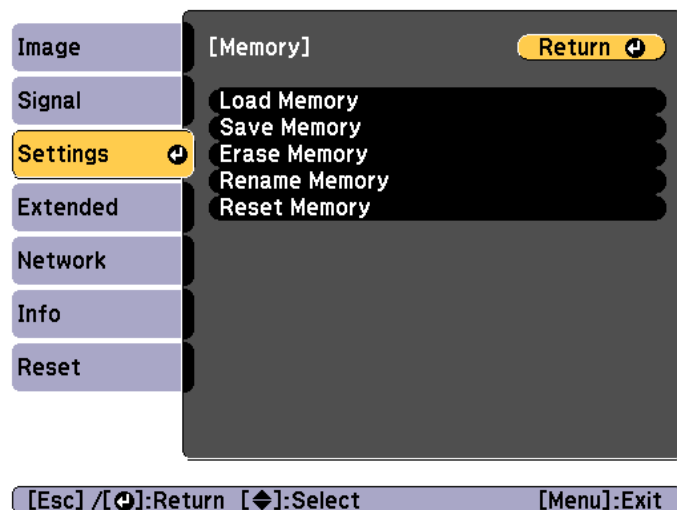 Image
Signal
Settings
Extended
Network
Info
Reset
[Memory]
Return
Load Memory
Save Memory
Erase Memory
Rename Memory
Reset Memory
[Esc] /[⏎]:Return [◆]:Select [Menu]:Exit